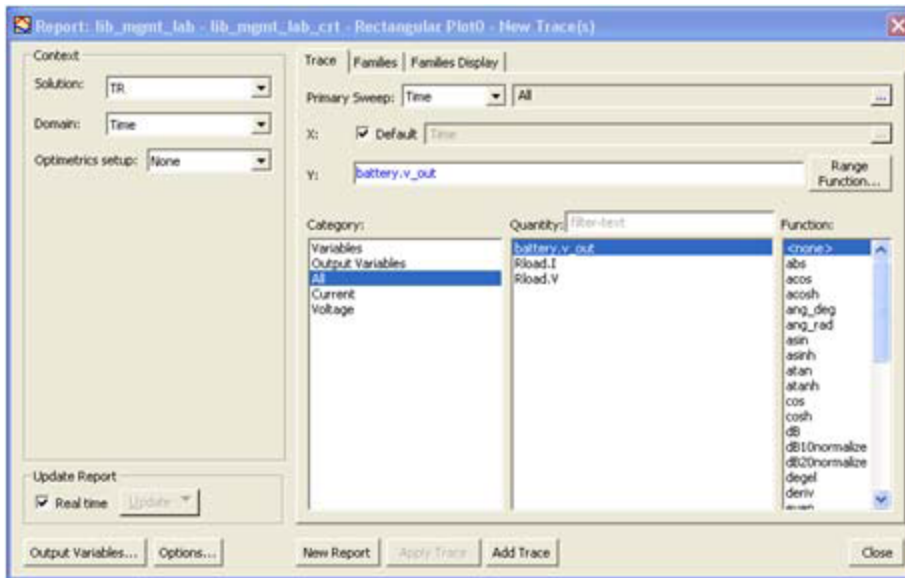 Report: lib_mgmt_lab - lib_mgmt_lab_crt - Rectangular Plot0 - New Trace(s)
Context
Solution: TR
Domain: Time
Optimetrics setup: None
Update Report
Real time Update
Output Variables... Options...
Trace Families Families Display
Primary Sweep: Time All ...
X: Default Time ...
Y: battery.v_out Range Function...
Category:
Variables
Output Variables
All
Current
Voltage
Quantity: filter-text
battery.v_out
Rload.I
Rload.V
Function:
<none>
abs
acos
acosh
ang_deg
ang_rad
asin
asinh
atan
atanh
cos
cosh
dB
dB10normalize
dB20normalize
degel
deriv
New Report Apply Trace Add Trace Close